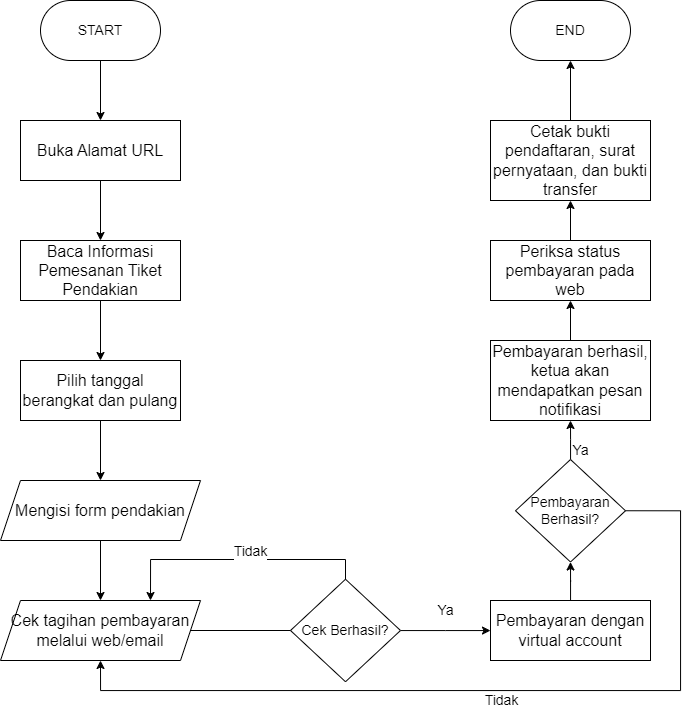 START
Buka Alamat URL
Baca Informasi
Pemesanan Tiket
Pendakian
Pilih tanggal
berangkat dan pulang
Mengisi form pendakian
Cek tagihan pembayaran
melalui web/email
Tidak
Cek Berhasil?
Ya
Pembayaran dengan
virtual account
Pembayaran
Berhasil?
Tidak
Ya
Pembayaran berhasil,
ketua akan
mendapatkan pesan
notifikasi
Periksa status
pembayaran pada
web
Cetak bukti
pendaftaran, surat
pernyataan, dan bukti
transfer
END